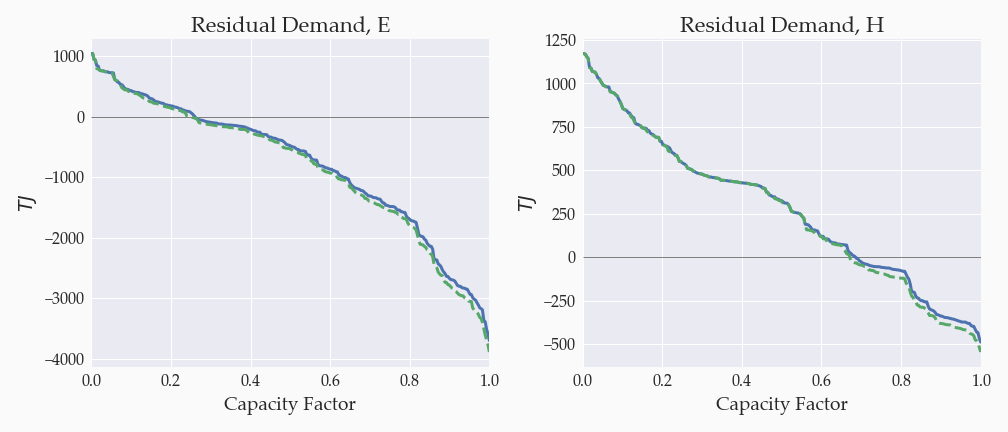 Residual Demand, E
1000
0
−1000
−2000
−3000
−4000
TJ
0.0 0.2 0.4 0.6 0.8 1.0
Capacity Factor
Residual Demand, H
1250
1000
750
500
250
0
−250
−500
TJ
0.0 0.2 0.4 0.6 0.8 1.0
Capacity Factor